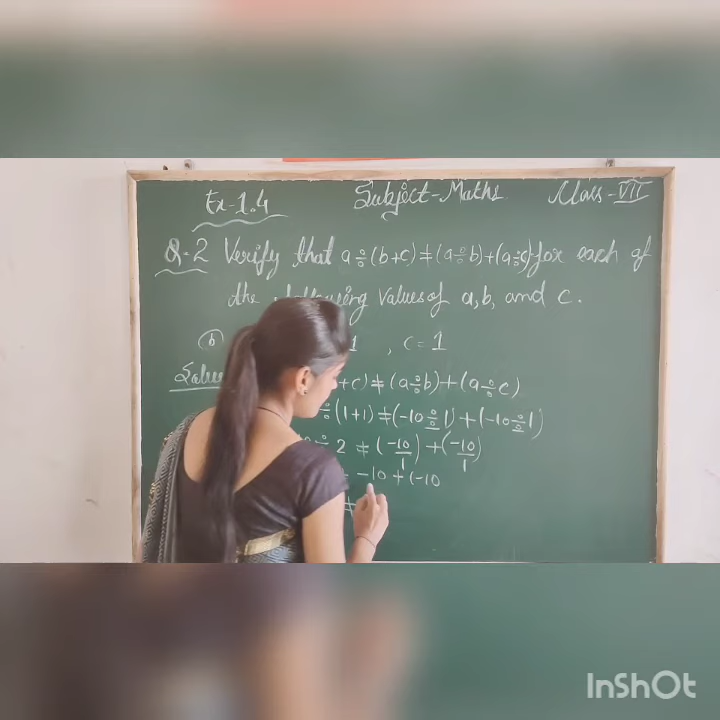 Ex-1.4 Subject-Maths Class-VII
Q.2 Verify that a÷(b+c)≠(a÷b)+(a÷c) for each of
the following values of a, b, and c.
(b) 1 , c = 1
+c) ≠ (a÷b)+(a÷c)
÷(1+1) ≠ (-10÷1)+(-10÷1)
÷ 2 ≠ (-10/1) + (-10/1)
-10 + (-10
≠
InShOt